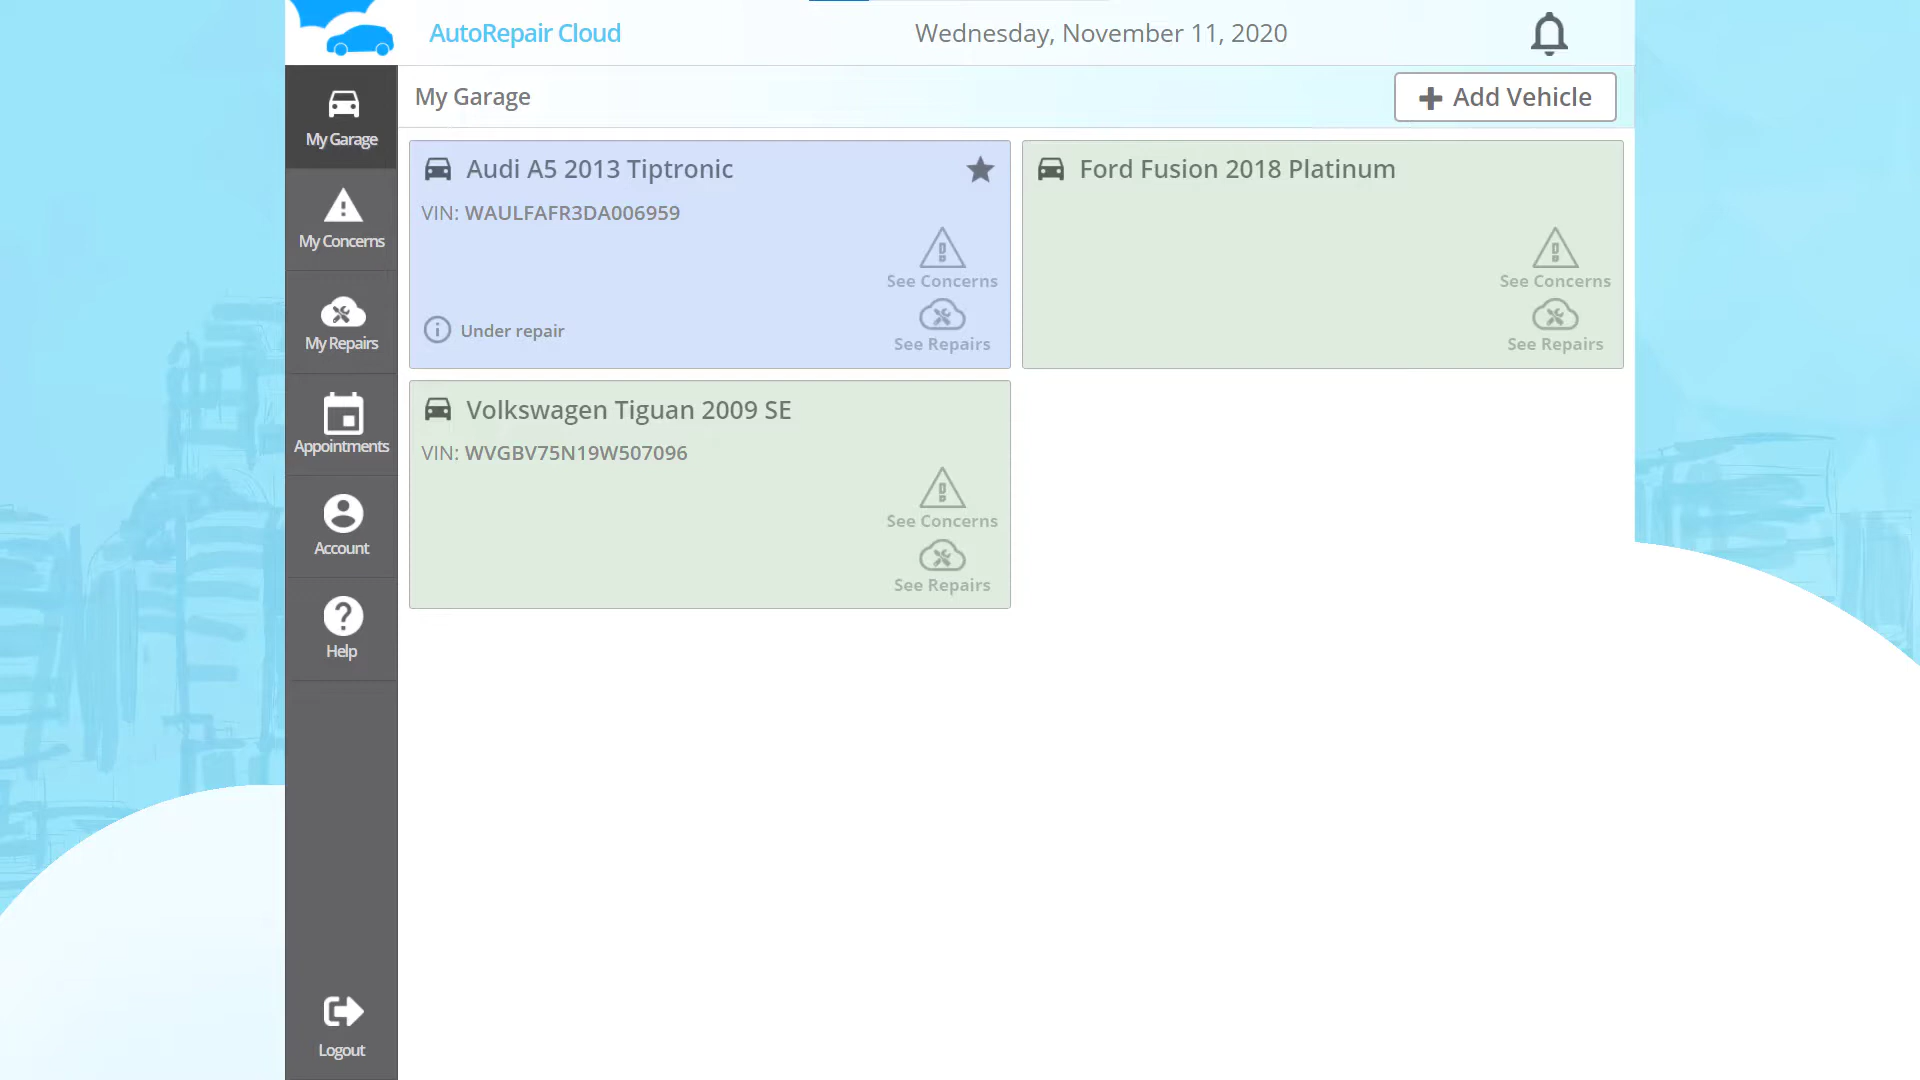 AutoRepair Cloud
Wednesday, November 11, 2020
My Garage
Add Vehicle
My Garage
My Concerns
My Repairs
Appointments
Account
Help
Logout
Audi A5 2013 Tiptronic
VIN: WAULFAFR3DA006959
See Concerns
Under repair
See Repairs
Ford Fusion 2018 Platinum
See Concerns
See Repairs
Volkswagen Tiguan 2009 SE
VIN: WVGBV75N19W507096
See Concerns
See Repairs